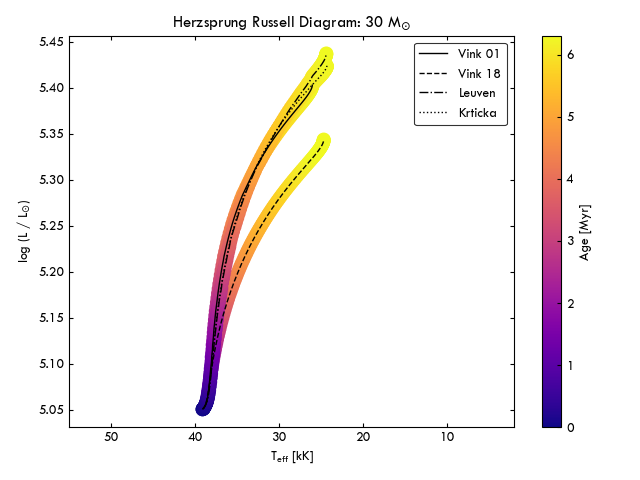 Herzsprung Russell Diagram: 30 M⊙
5.45
5.40
5.35
5.30
5.25
5.20
5.15
5.10
5.05
log (L / L⊙)
50
40
30
20
10
T_eff [kK]
Vink 01
Vink 18
Leuven
Krticka
6
5
4
3
2
1
0
Age [Myr]